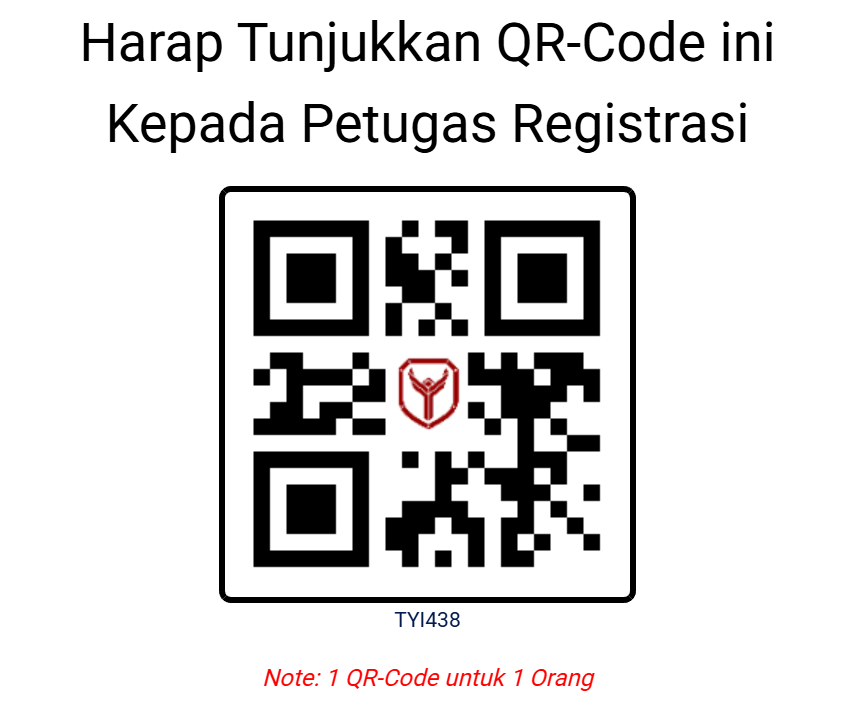 Harap Tunjukkan QR-Code ini
Kepada Petugas Registrasi
TYI438
Note: 1 QR-Code untuk 1 Orang